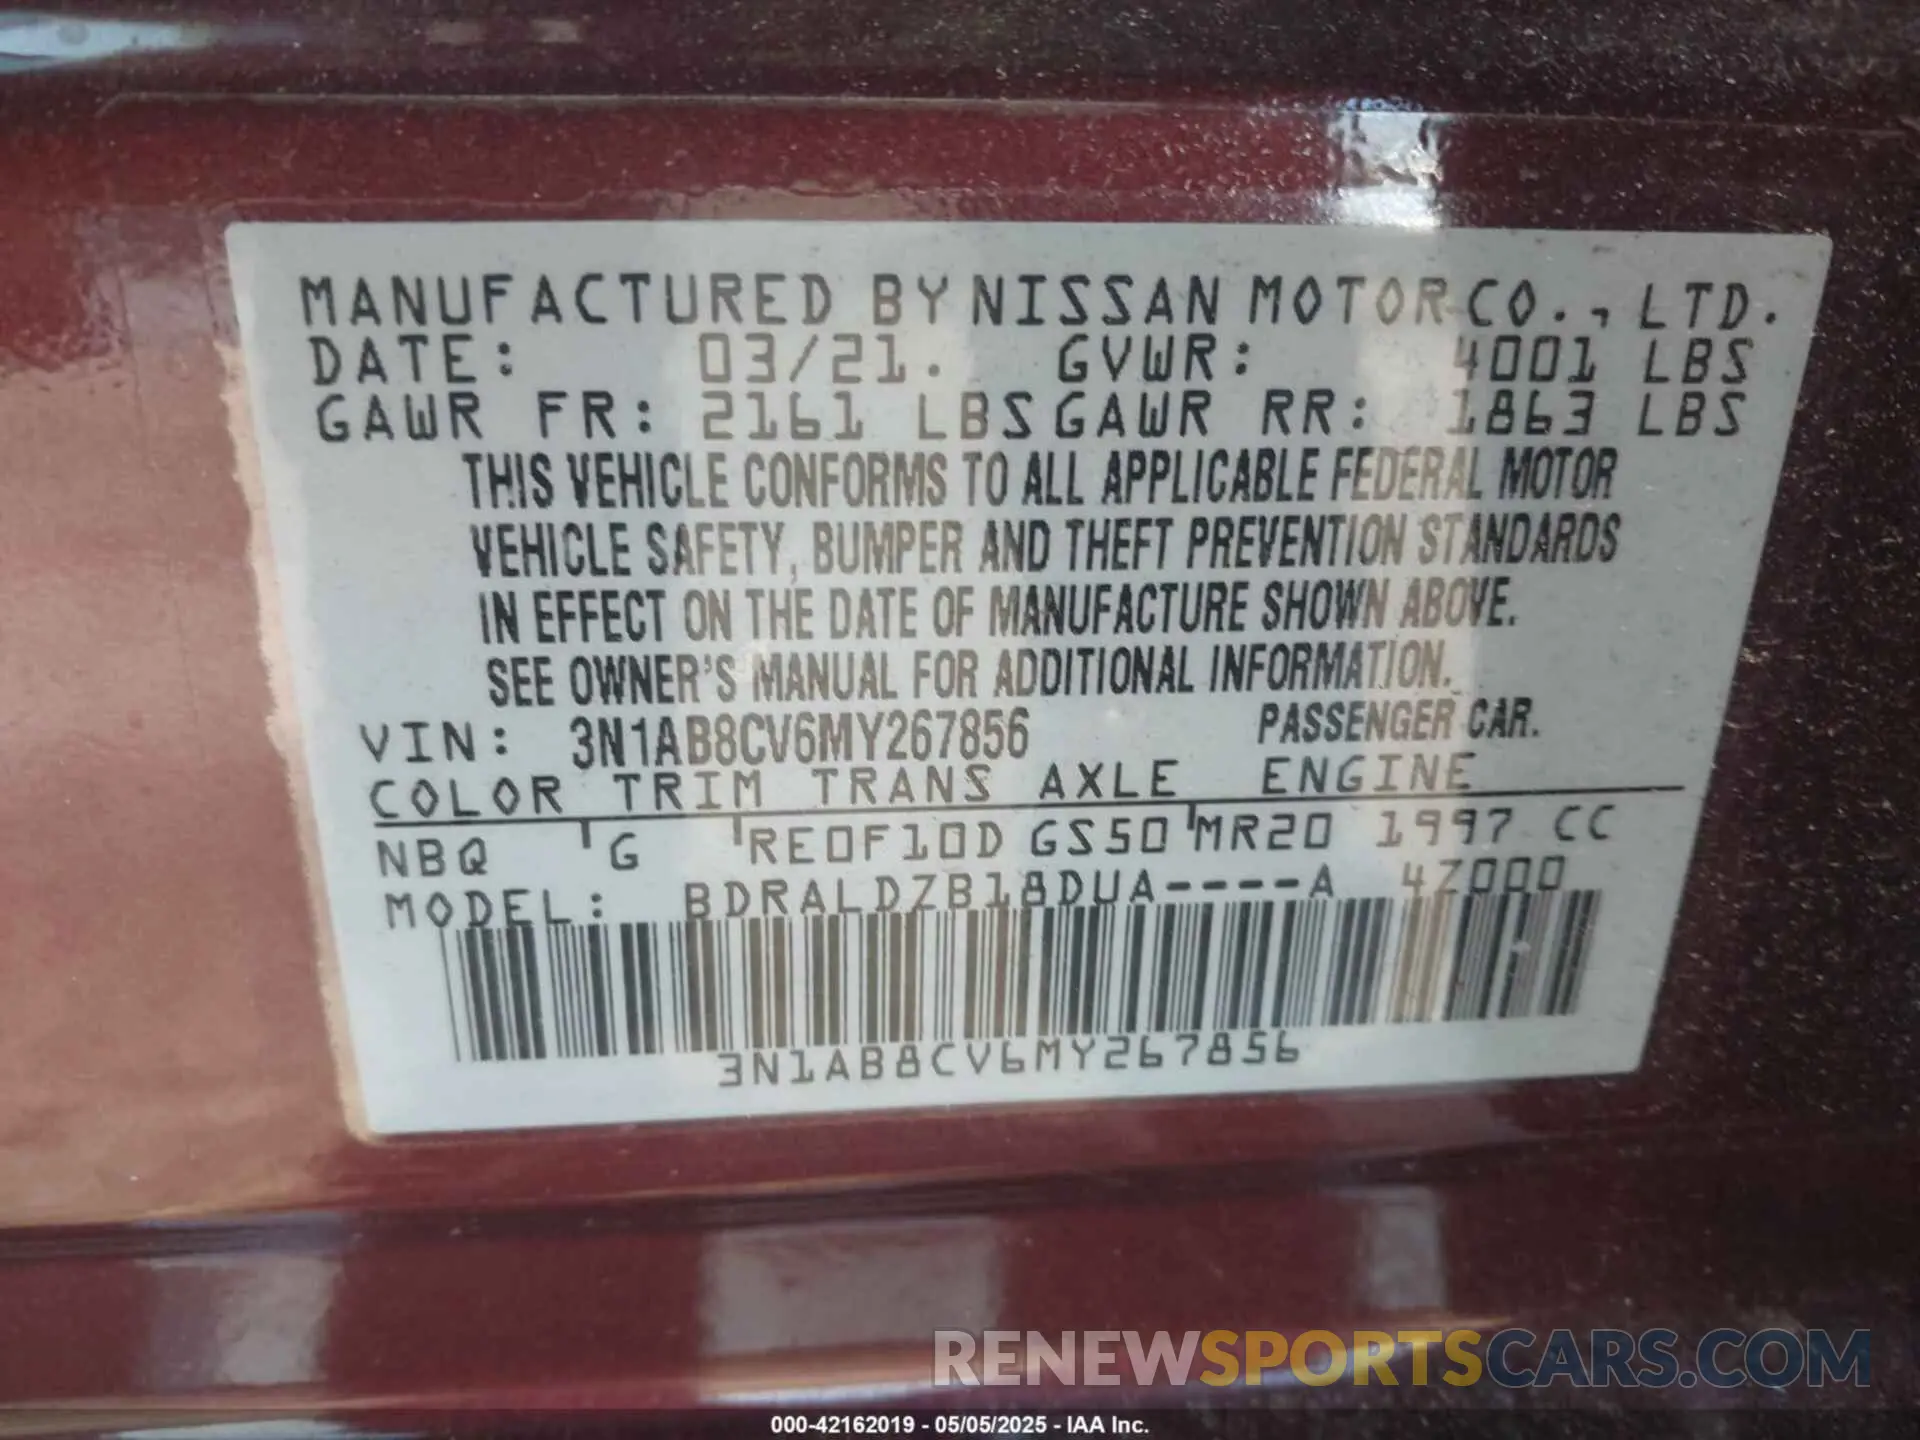 MANUFACTURED BY NISSAN MOTOR CO., LTD.
DATE: 03/21. GVWR: 4001 LBS
GAWR FR: 2161 LBS GAWR RR: 1863 LBS
THIS VEHICLE CONFORMS TO ALL APPLICABLE FEDERAL MOTOR
VEHICLE SAFETY, BUMPER AND THEFT PREVENTION STANDARDS
IN EFFECT ON THE DATE OF MANUFACTURE SHOWN ABOVE.
SEE OWNER'S MANUAL FOR ADDITIONAL INFORMATION.
VIN: 3N1AB8CV6MY267856 PASSENGER CAR.
COLOR TRIM TRANS AXLE ENGINE
NBQ G RE0F10D GS50 MR20 1997 CC
MODEL: BDRALDZB18DUA----A 4Z000
3N1AB8CV6MY267856
RENEWSPORTSCARS.COM
000-42162019 - 05/05/2025 - IAA Inc.